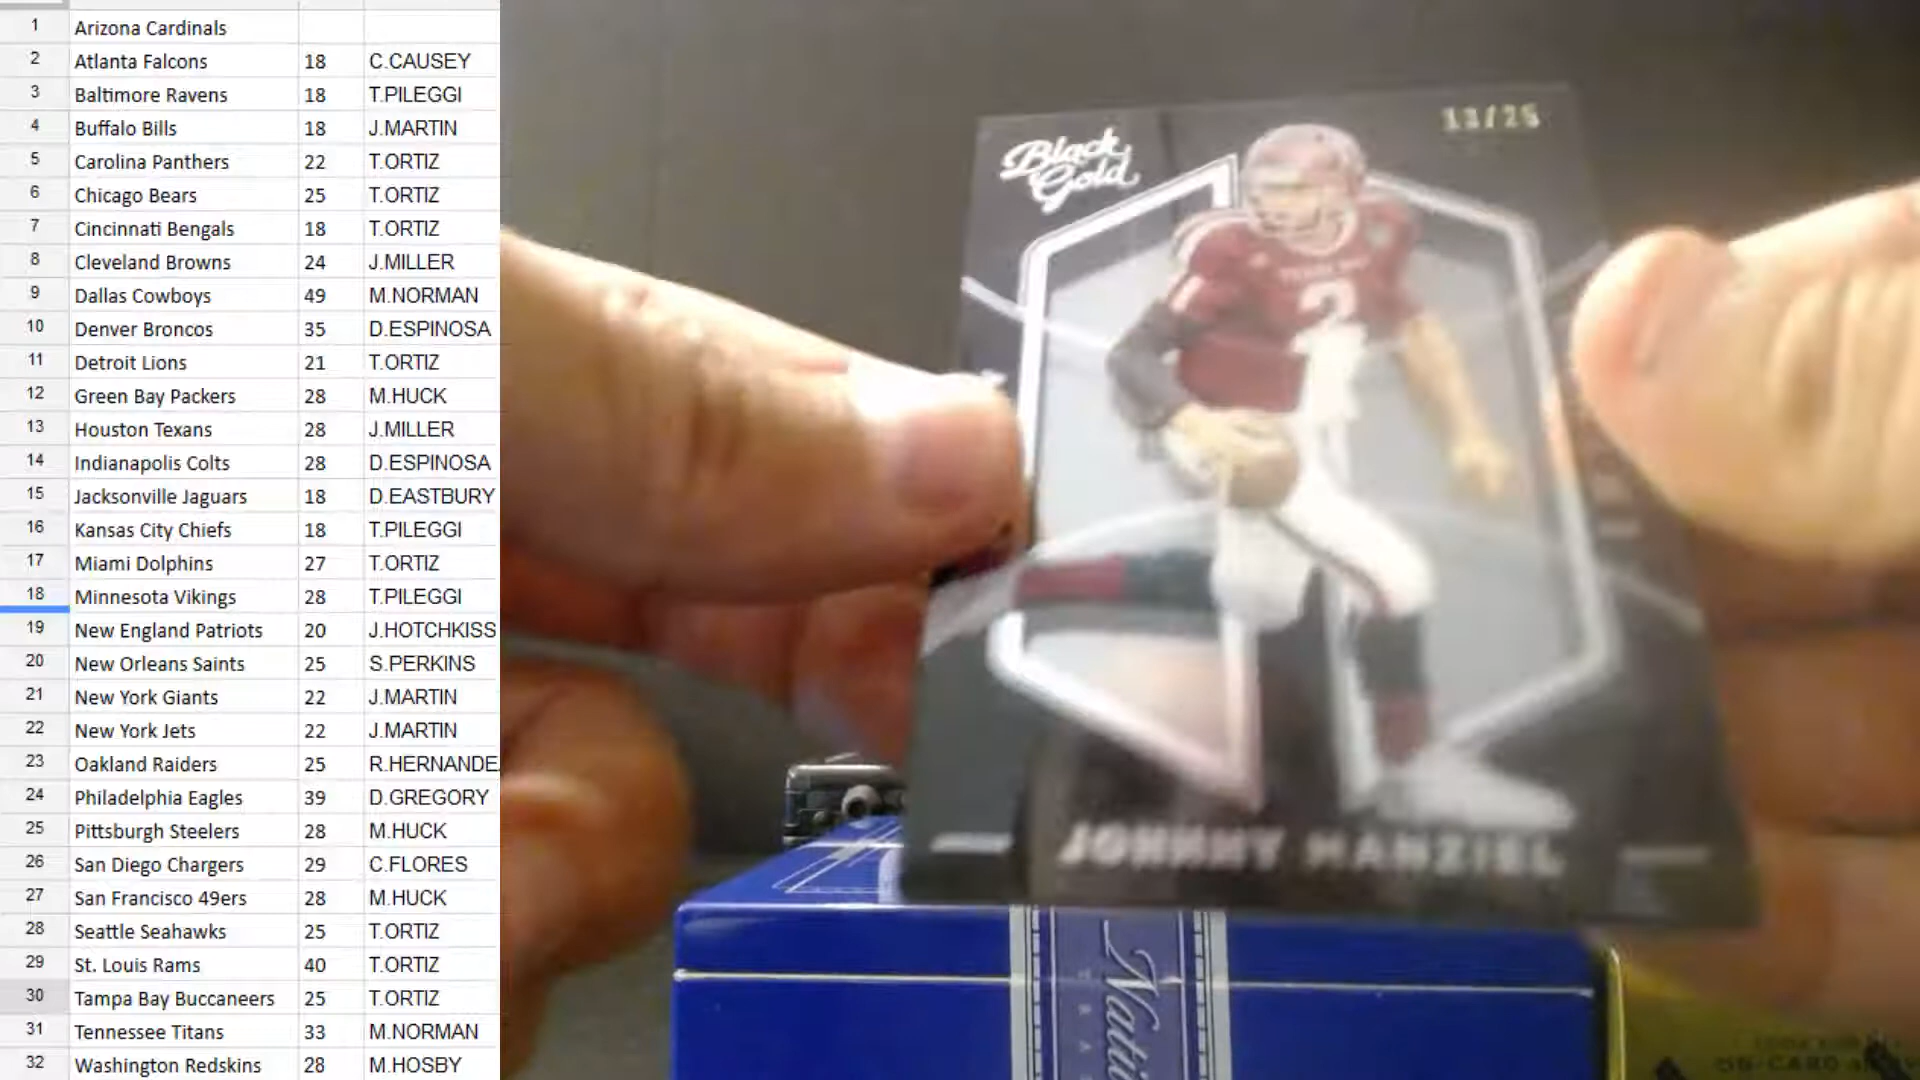 1 Arizona Cardinals
2 Atlanta Falcons 18 C.CAUSEY
3 Baltimore Ravens 18 T.PILEGGI
4 Buffalo Bills 18 J.MARTIN
5 Carolina Panthers 22 T.ORTIZ
6 Chicago Bears 25 T.ORTIZ
7 Cincinnati Bengals 18 T.ORTIZ
8 Cleveland Browns 24 J.MILLER
9 Dallas Cowboys 49 M.NORMAN
10 Denver Broncos 35 D.ESPINOSA
11 Detroit Lions 21 T.ORTIZ
12 Green Bay Packers 28 M.HUCK
13 Houston Texans 28 J.MILLER
14 Indianapolis Colts 28 D.ESPINOSA
15 Jacksonville Jaguars 18 D.EASTBURY
16 Kansas City Chiefs 18 T.PILEGGI
17 Miami Dolphins 27 T.ORTIZ
18 Minnesota Vikings 28 T.PILEGGI
19 New England Patriots 20 J.HOTCHKISS
20 New Orleans Saints 25 S.PERKINS
21 New York Giants 22 J.MARTIN
22 New York Jets 22 J.MARTIN
23 Oakland Raiders 25 R.HERNANDE
24 Philadelphia Eagles 39 D.GREGORY
25 Pittsburgh Steelers 28 M.HUCK
26 San Diego Chargers 29 C.FLORES
27 San Francisco 49ers 28 M.HUCK
28 Seattle Seahawks 25 T.ORTIZ
29 St. Louis Rams 40 T.ORTIZ
30 Tampa Bay Buccaneers 25 T.ORTIZ
31 Tennessee Titans 33 M.NORMAN
32 Washington Redskins 28 M.HOSBY
13/25
Black
Gold
2
JOHNNY MANZIEL
Nati